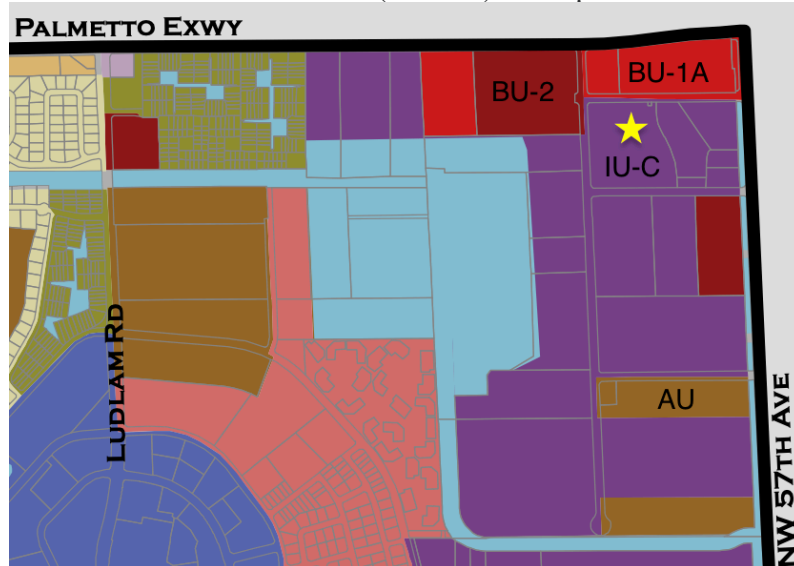 PALMETTO EXWY
BU-2
BU-1A
IU-C
LUDLAM RD
AU
NW 57TH AVE